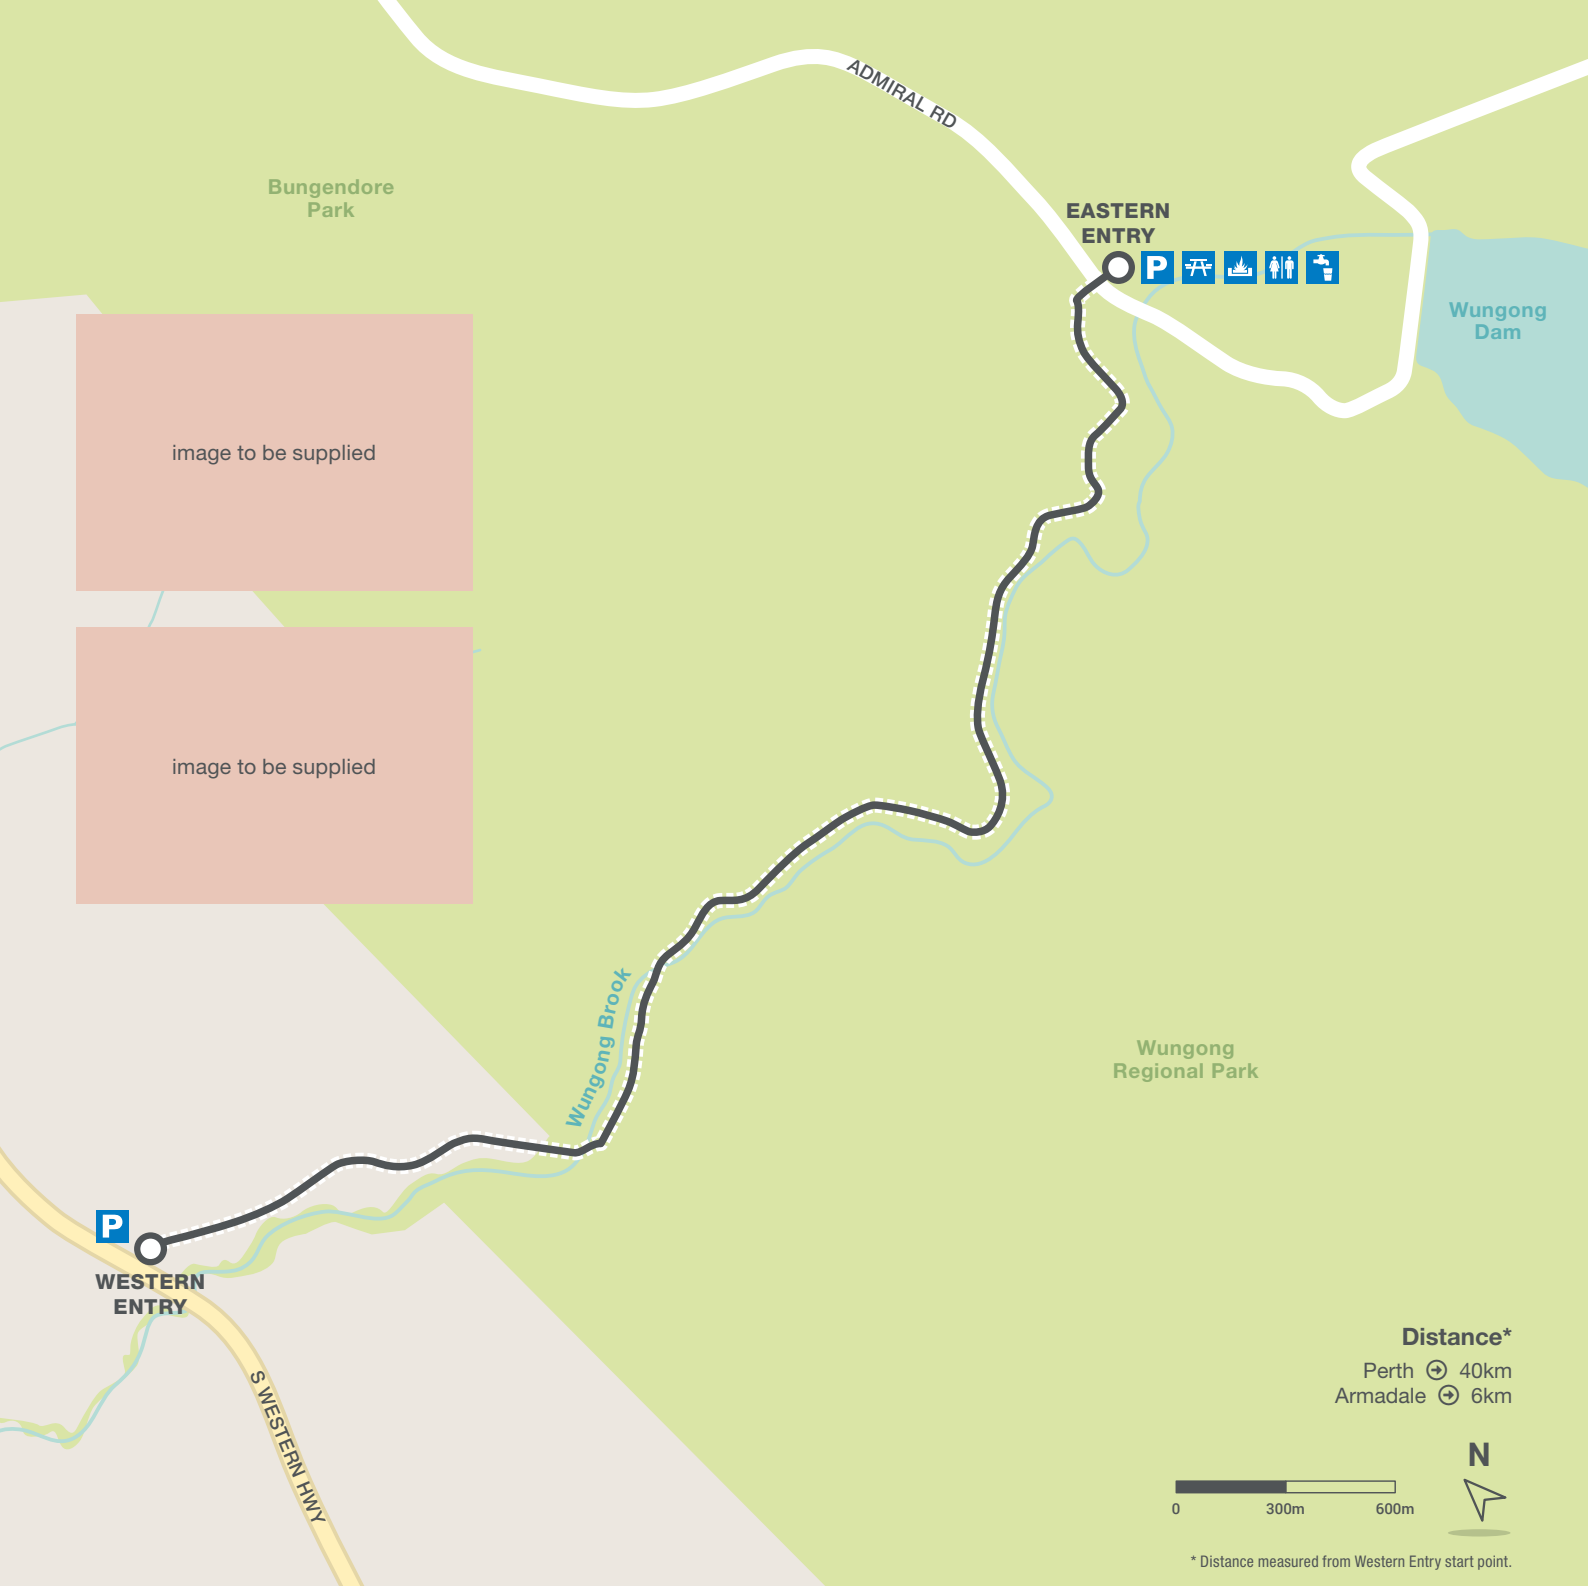 ADMIRAL RD
Bungendore
Park
EASTERN
ENTRY
P
Wungong
Dam
image to be supplied
image to be supplied
Wungong Brook
Wungong
Regional Park
P
WESTERN
ENTRY
S WESTERN HWY
Distance*
Perth 40km
Armadale 6km
N
0 300m 600m
* Distance measured from Western Entry start point.